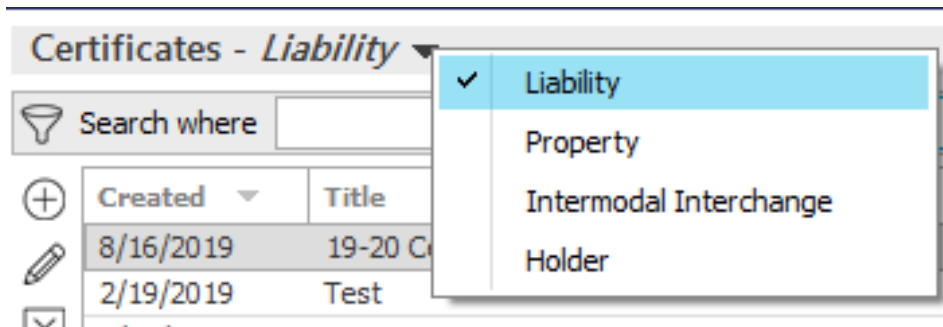 Certificates - Liability
Liability
Search where
Property
Intermodal Interchange
Holder
Created Title
8/16/2019 19-20
2/19/2019 Test